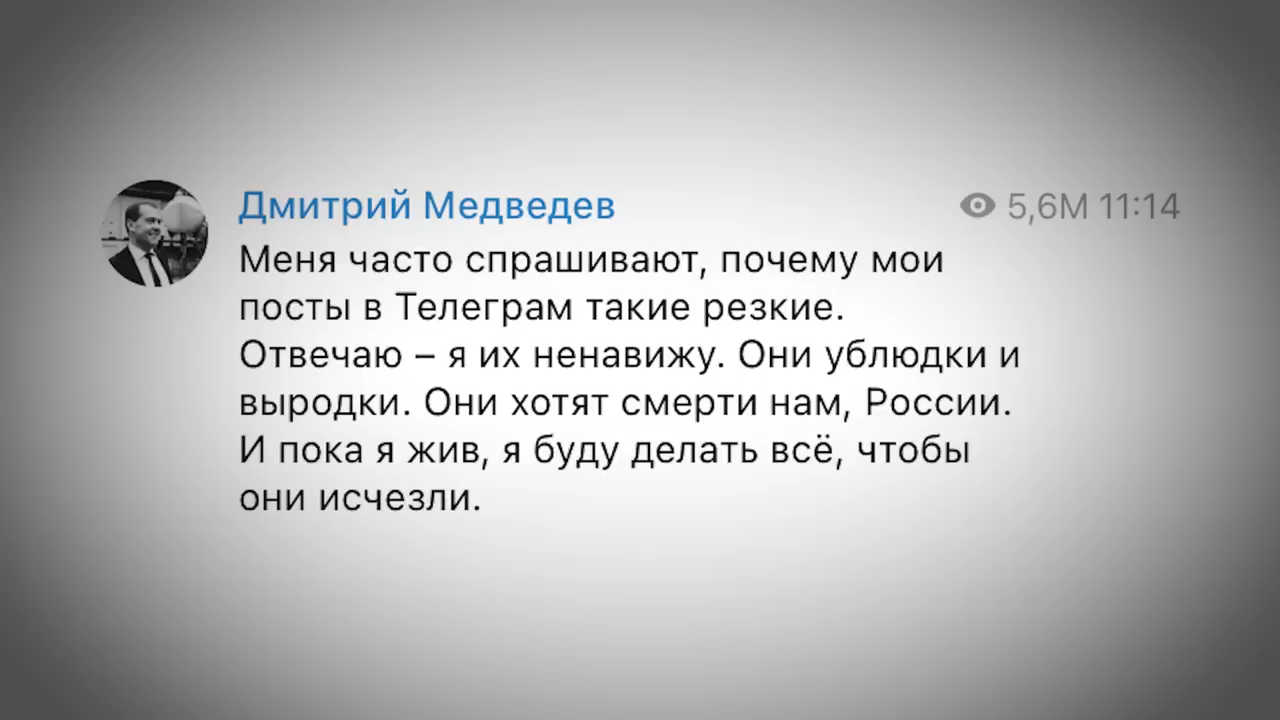 Дмитрий Медведев 5,6M 11:14
Меня часто спрашивают, почему мои
посты в Телеграм такие резкие.
Отвечаю – я их ненавижу. Они ублюдки и
выродки. Они хотят смерти нам, России.
И пока я жив, я буду делать всё, чтобы
они исчезли.